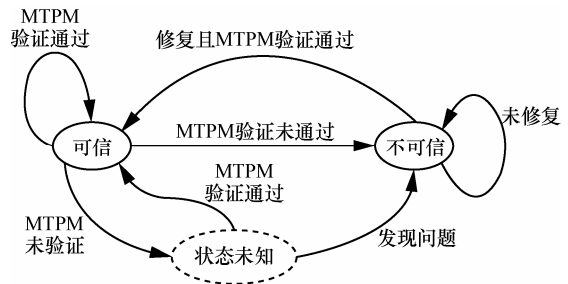 MTPM
验证通过
修复且MTPM验证通过
可信
MTPM验证未通过
不可信
未修复
MTPM
验证通过
MTPM
未验证
状态未知
发现问题